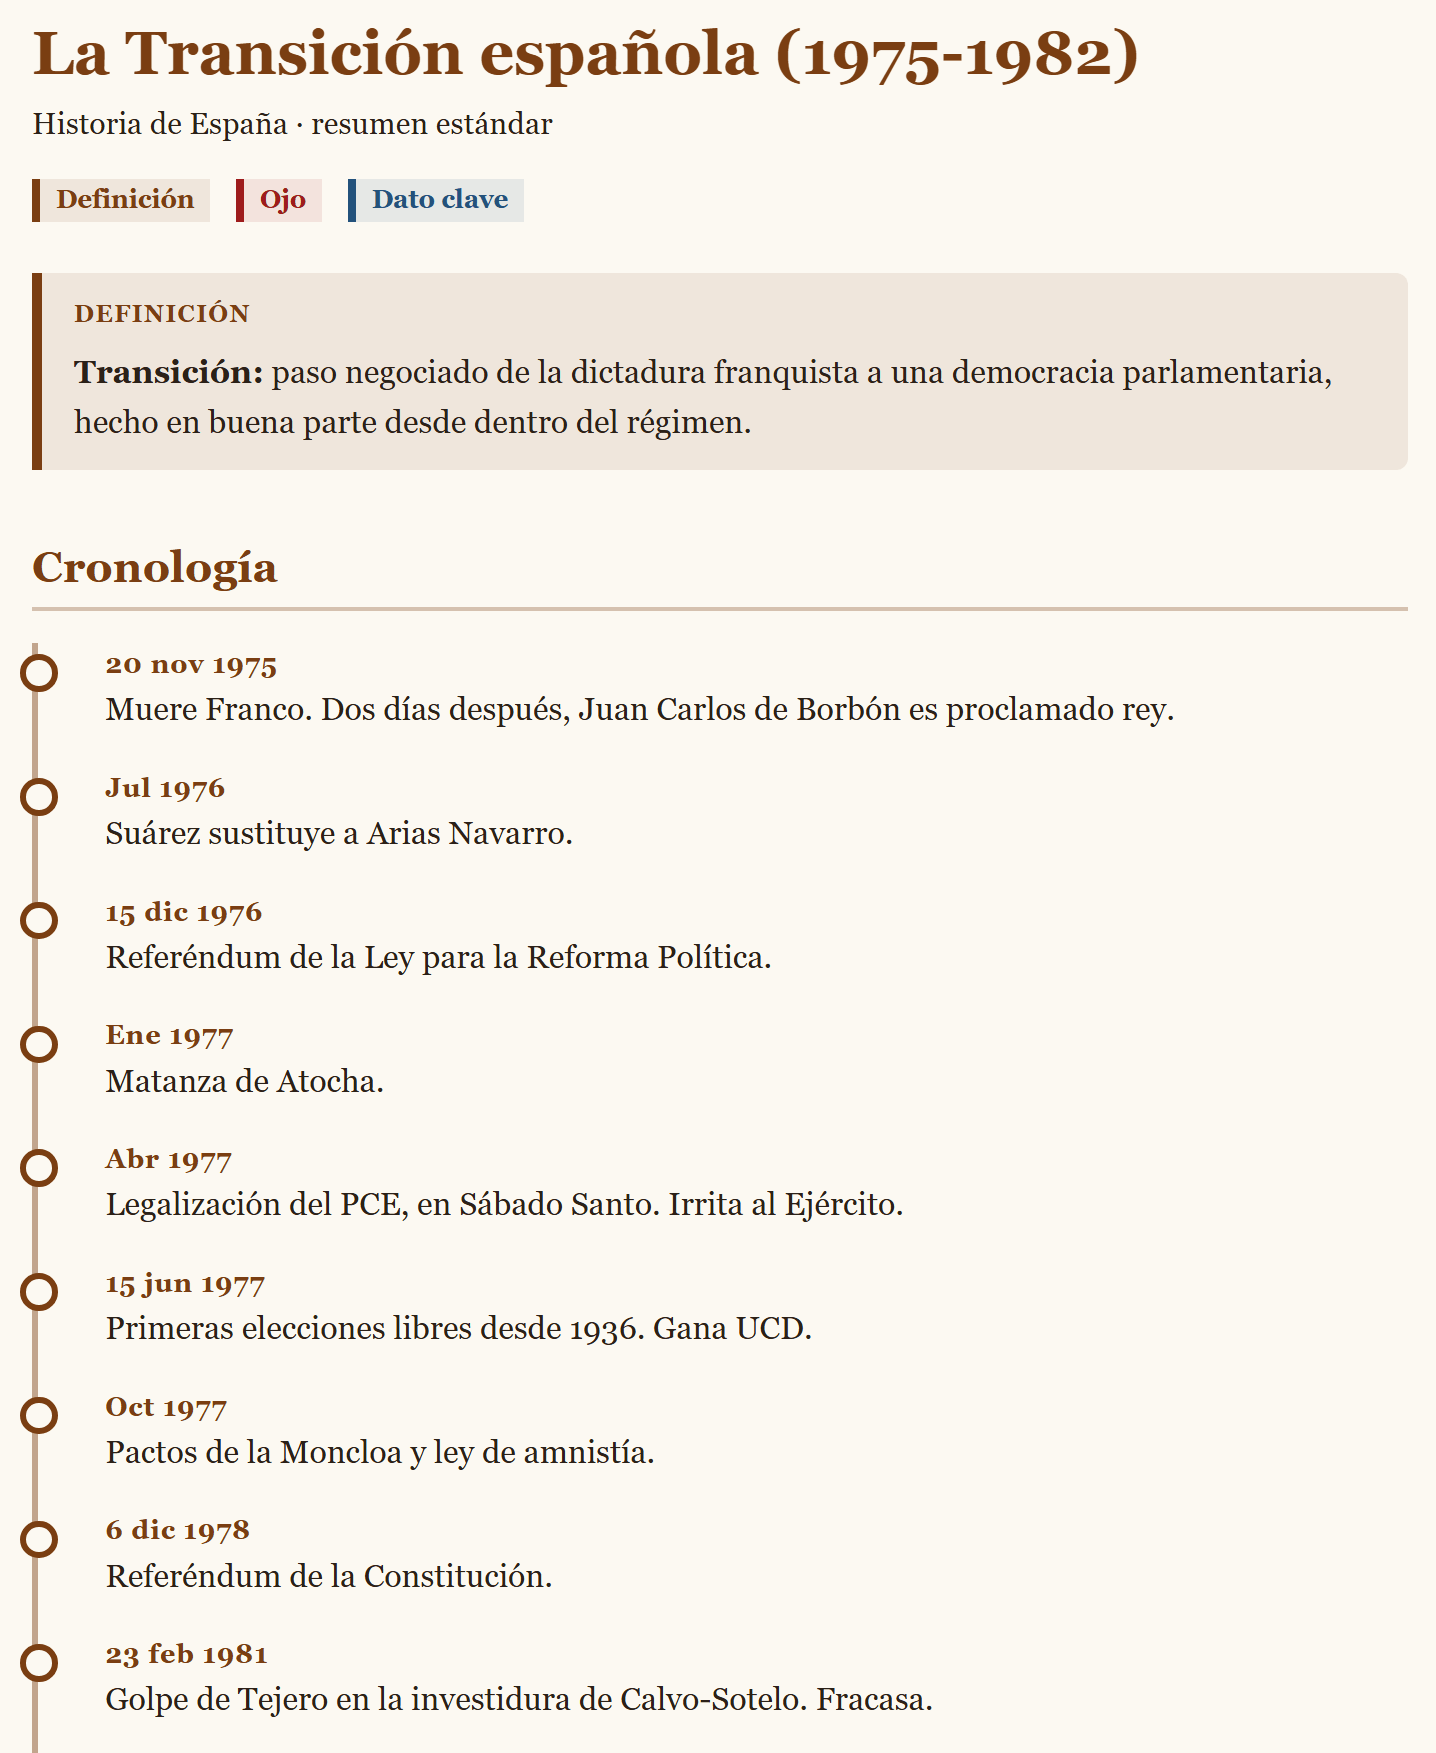 La Transición española (1975-1982)
Historia de España · resumen estándar
Definición
Ojo
Dato clave
DEFINICIÓN
Transición: paso negociado de la dictadura franquista a una democracia parlamentaria,
hecho en buena parte desde dentro del régimen.
Cronología
20 nov 1975
Muere Franco. Dos días después, Juan Carlos de Borbón es proclamado rey.
Jul 1976
Suárez sustituye a Arias Navarro.
15 dic 1976
Referéndum de la Ley para la Reforma Política.
Ene 1977
Matanza de Atocha.
Abr 1977
Legalización del PCE, en Sábado Santo. Irrita al Ejército.
15 jun 1977
Primeras elecciones libres desde 1936. Gana UCD.
Oct 1977
Pactos de la Moncloa y ley de amnistía.
6 dic 1978
Referéndum de la Constitución.
23 feb 1981
Golpe de Tejero en la investidura de Calvo-Sotelo. Fracasa.